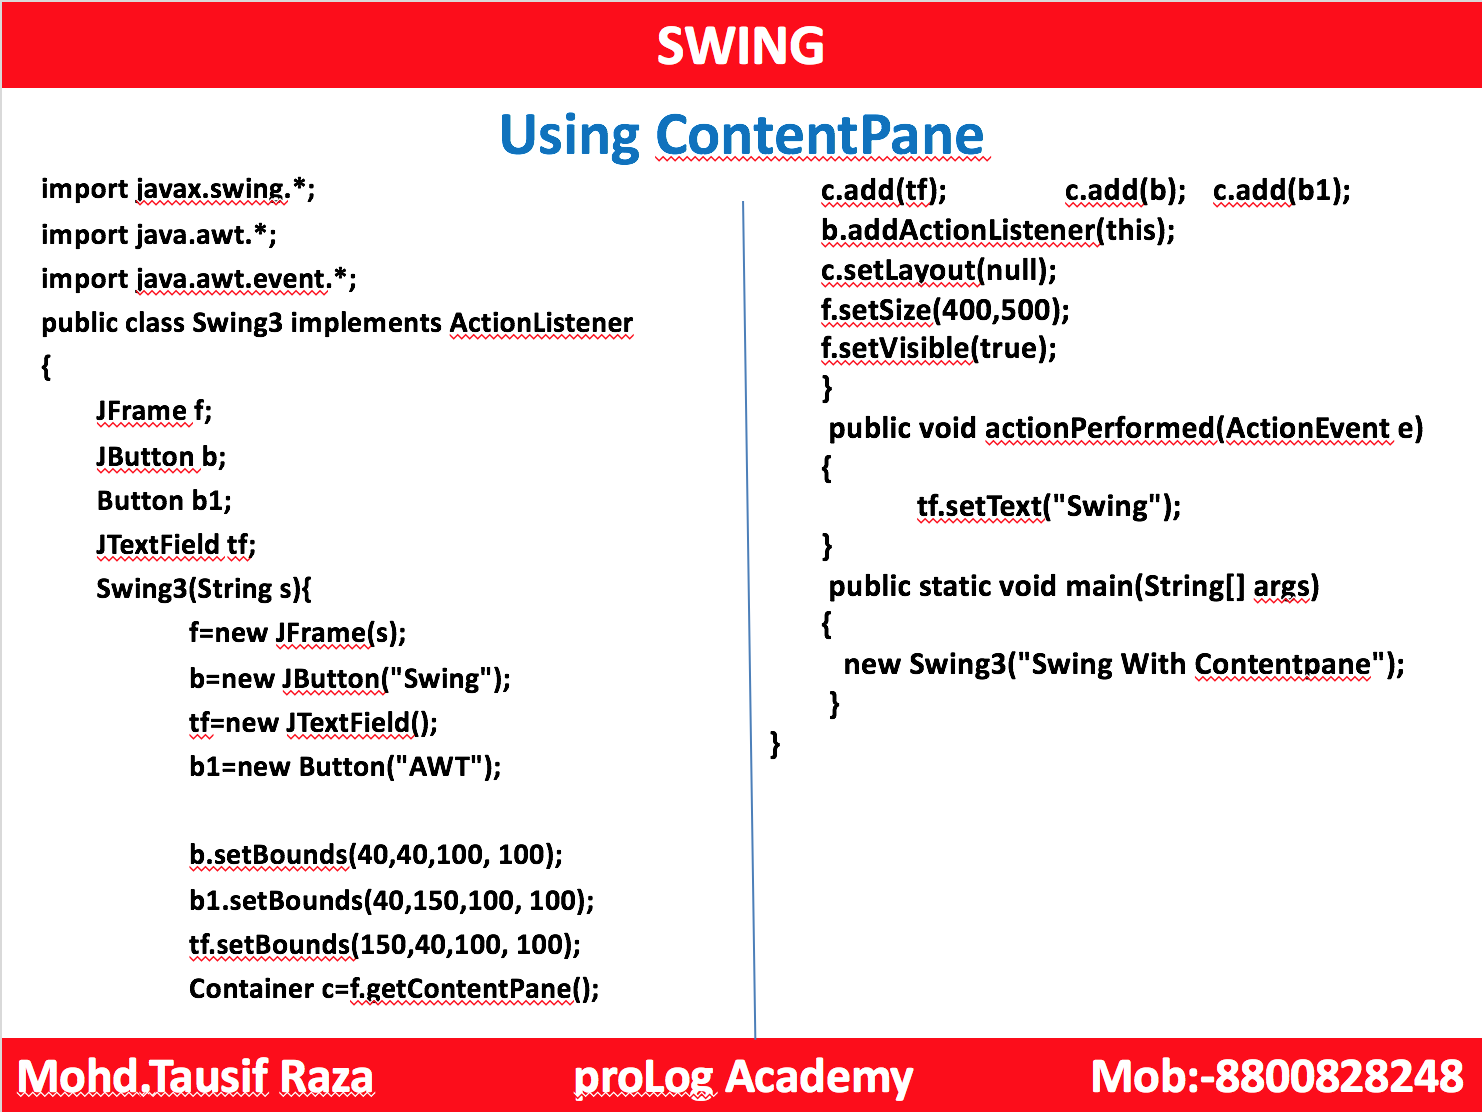 SWING
Using ContentPane
import javax.swing.*;
import java.awt.*;
import java.awt.event.*;
public class Swing3 implements ActionListener
{
JFrame f;
JButton b;
Button b1;
JTextField tf;
Swing3(String s){
f=new JFrame(s);
b=new JButton("Swing");
tf=new JTextField();
b1=new Button("AWT");
b.setBounds(40,40,100, 100);
b1.setBounds(40,150,100, 100);
tf.setBounds(150,40,100, 100);
Container c=f.getContentPane();
c.add(tf); c.add(b); c.add(b1);
b.addActionListener(this);
c.setLayout(null);
f.setSize(400,500);
f.setVisible(true);
}
public void actionPerformed(ActionEvent e)
{
tf.setText("Swing");
}
public static void main(String[] args)
{
new Swing3("Swing With Contentpane");
}
}
Mohd.Tausif Raza proLog Academy Mob:-8800828248